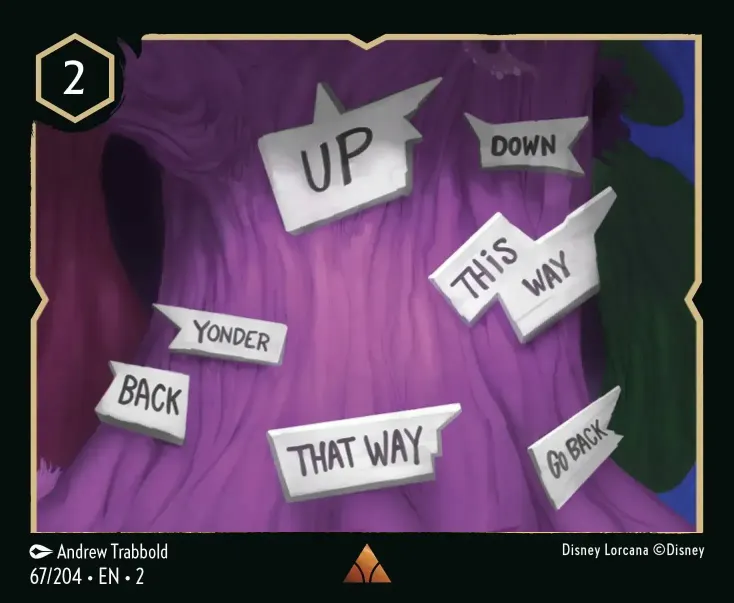 2
UP
DOWN
THiS
WAY
YONDER
BACK
THAT WAY
GO BACK
Andrew Trabbold
67/204 • EN • 2
Disney Lorcana ©Disney